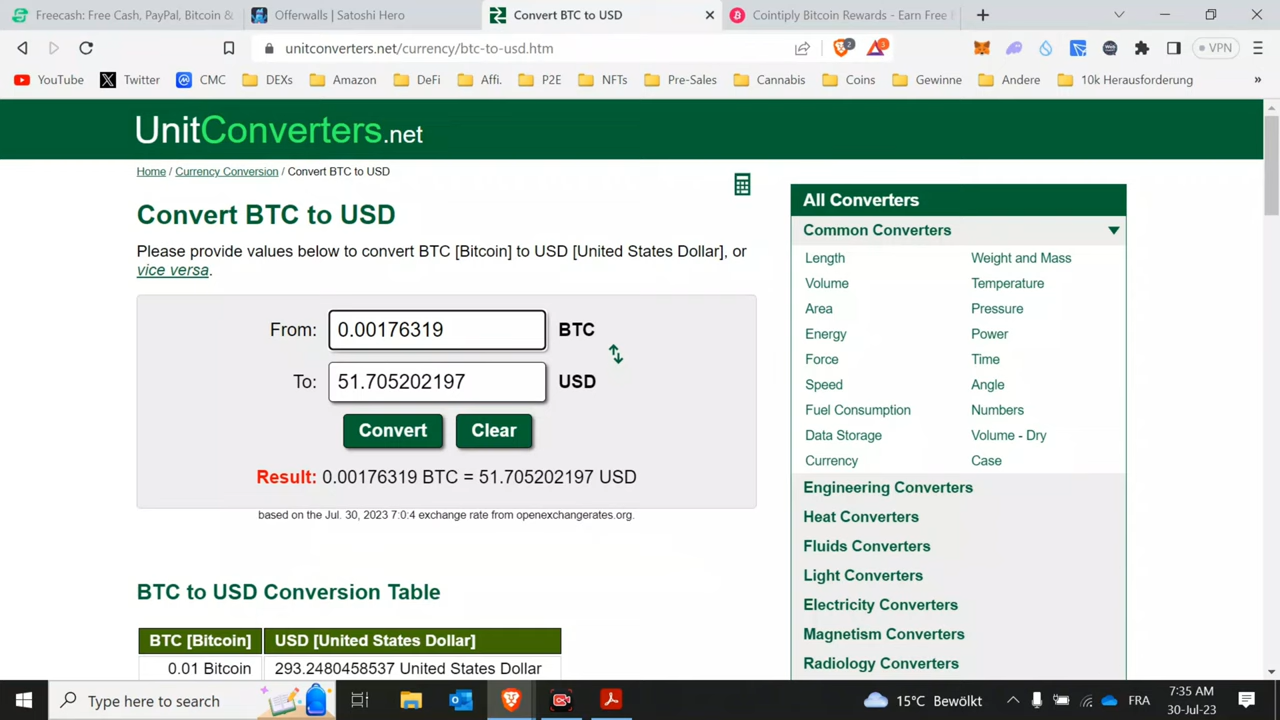 Freecash: Free Cash, PayPal, Bitcoin &
Offerwalls | Satoshi Hero
Convert BTC to USD
Cointiply Bitcoin Rewards - Earn Free
unitconverters.net/currency/btc-to-usd.htm
2
VPN
YouTube
Twitter
CMC
DEXs
Amazon
DeFi
Affi.
P2E
NFTs
Pre-Sales
Cannabis
Coins
Gewinne
Andere
10k Herausforderung
»
UnitConverters.net
Home / Currency Conversion / Convert BTC to USD
Convert BTC to USD
Please provide values below to convert BTC [Bitcoin] to USD [United States Dollar], or
vice versa.
From: 0.00176319 BTC
To: 51.705202197 USD
Convert Clear
Result: 0.00176319 BTC = 51.705202197 USD
based on the Jul. 30, 2023 7:0:4 exchange rate from openexchangerates.org.
BTC to USD Conversion Table
BTC [Bitcoin] USD [United States Dollar]
0.01 Bitcoin 293.2480458537 United States Dollar
All Converters
Common Converters
Length Weight and Mass
Volume Temperature
Area Pressure
Energy Power
Force Time
Speed Angle
Fuel Consumption Numbers
Data Storage Volume - Dry
Currency Case
Engineering Converters
Heat Converters
Fluids Converters
Light Converters
Electricity Converters
Magnetism Converters
Radiology Converters
Type here to search
15°C Bewölkt
FRA
7:35 AM
30-Jul-23